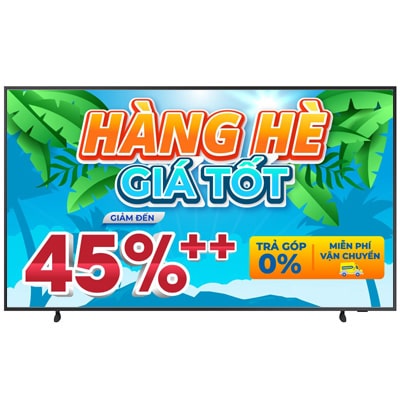 HÀNG HÈ
GIÁ TỐT
GIẢM ĐẾN
45%++
TRẢ GÓP
0%
MIỄN PHÍ
VẬN CHUYỂN